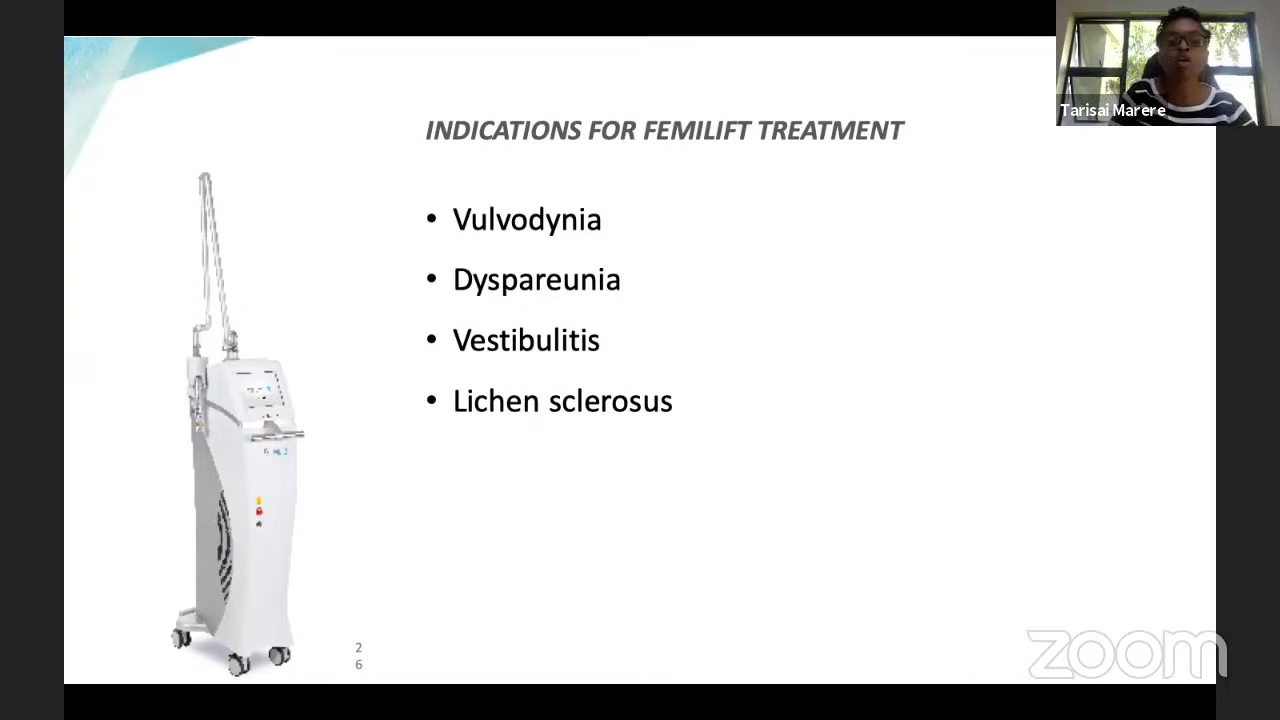 Tarisai Marere
INDICATIONS FOR FEMILIFT TREATMENT
• Vulvodynia
• Dyspareunia
• Vestibulitis
• Lichen sclerosus
2
6
zoom